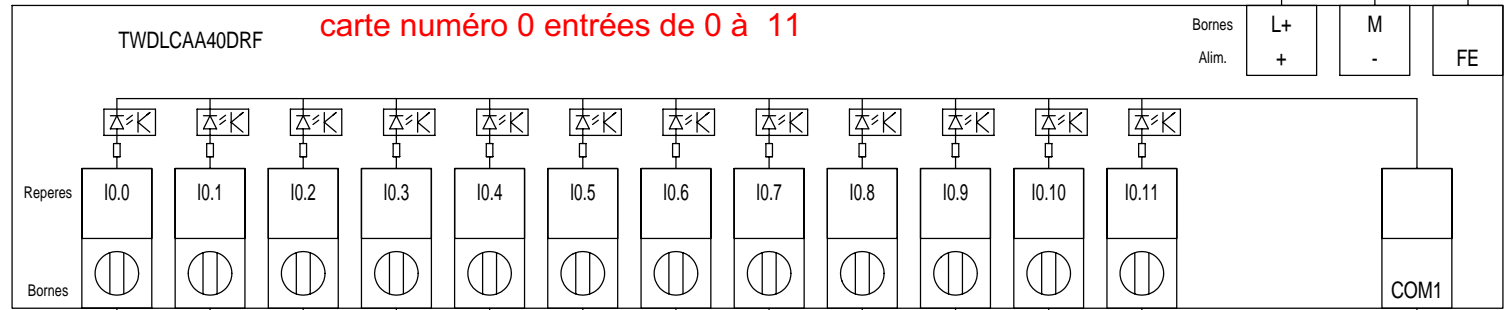 carte numéro 0 entrées de 0 à 11
TWDLCAA40DRF
Bornes L+ M
Alim. + - FE
Reperes I0.0 I0.1 I0.2 I0.3 I0.4 I0.5 I0.6 I0.7 I0.8 I0.9 I0.10 I0.11
Bornes COM1